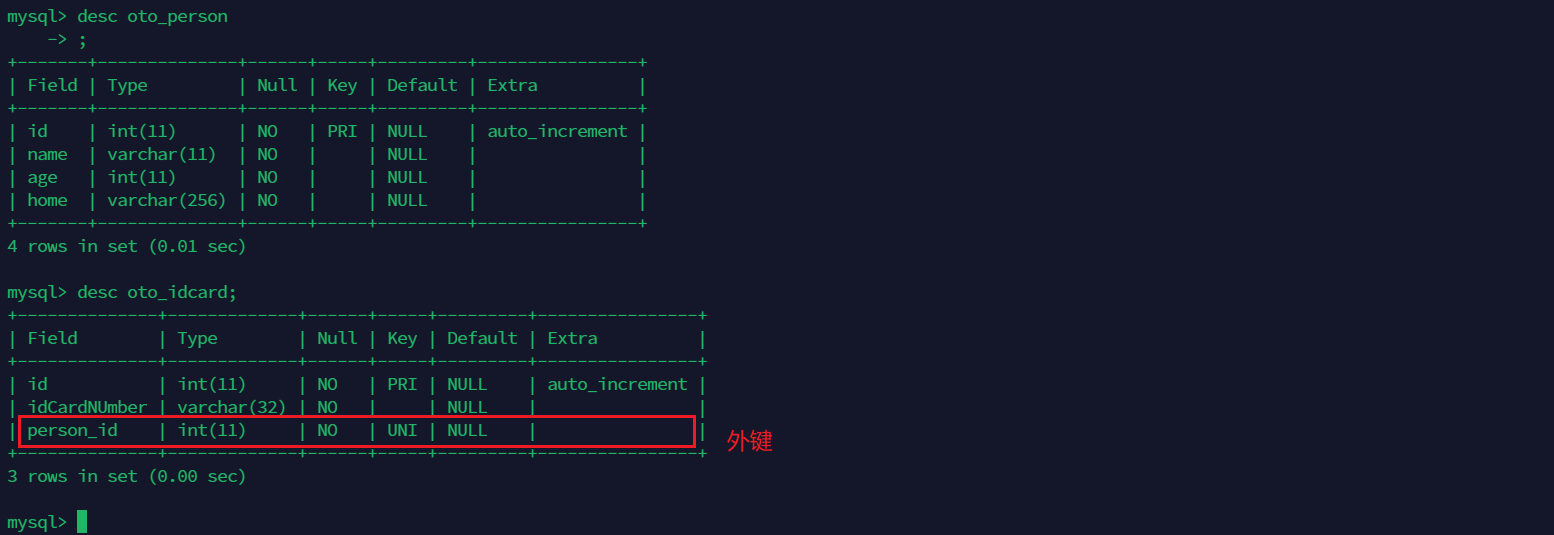 mysql> desc oto_person
    -> ;
+-------+--------------+------+-----+---------+----------------+
| Field | Type         | Null | Key | Default | Extra          |
+-------+--------------+------+-----+---------+----------------+
| id    | int(11)      | NO   | PRI | NULL    | auto_increment |
| name  | varchar(11)  | NO   |     | NULL    |                |
| age   | int(11)      | NO   |     | NULL    |                |
| home  | varchar(256) | NO   |     | NULL    |                |
+-------+--------------+------+-----+---------+----------------+
4 rows in set (0.01 sec)

mysql> desc oto_idcard;
+--------------+-------------+------+-----+---------+----------------+
| Field        | Type        | Null | Key | Default | Extra          |
+--------------+-------------+------+-----+---------+----------------+
| id           | int(11)     | NO   | PRI | NULL    | auto_increment |
| idCardNUmber | varchar(32) | NO   |     | NULL    |                |
| person_id    | int(11)     | NO   | UNI | NULL    |                | 外键
+--------------+-------------+------+-----+---------+----------------+
3 rows in set (0.00 sec)

mysql>